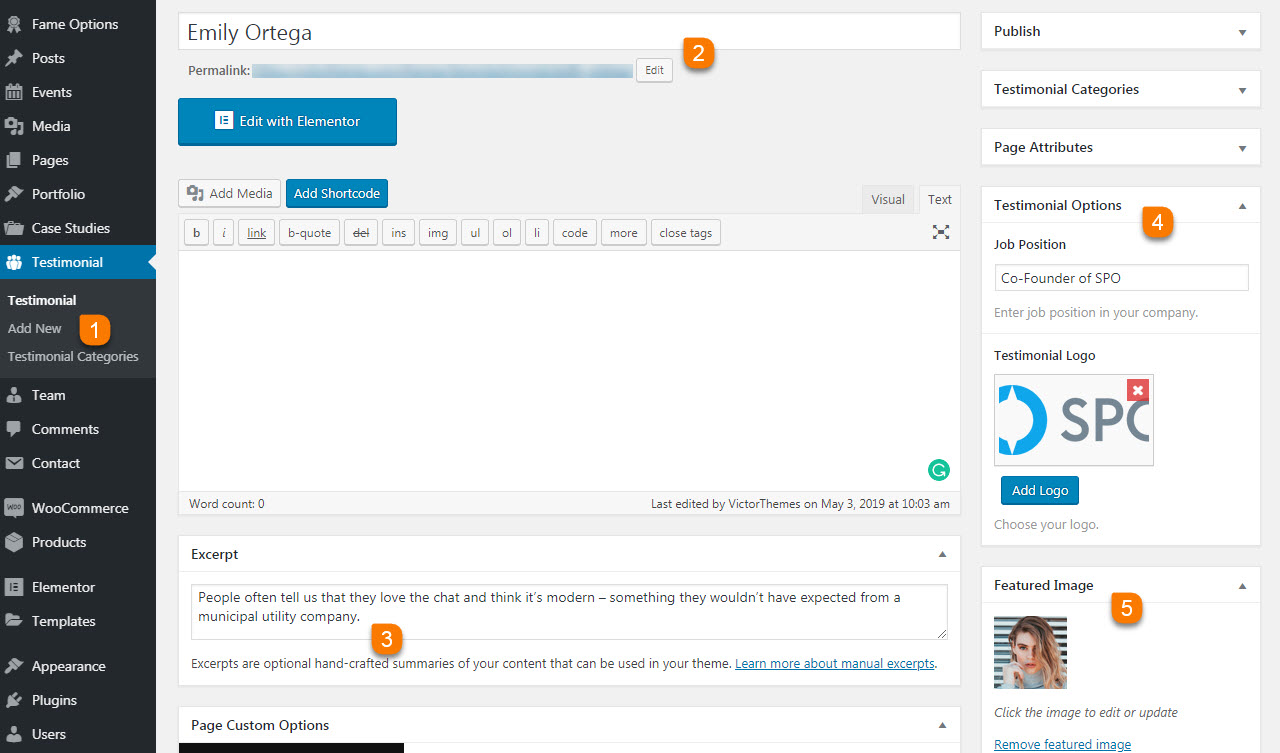 Fame Options
Posts
Events
Media
Pages
Portfolio
Case Studies
Testimonial
Testimonial
Add New
1
Testimonial Categories
Team
Comments
Contact
WooCommerce
Products
Elementor
Templates
Appearance
Plugins
Users
Emily Ortega
2
Permalink:
Edit
Edit with Elementor
Add Media
Add Shortcode
Visual
Text
b
i
link
b-quote
del
ins
img
ul
ol
li
code
more
close tags
Word count: 0
Last edited by VictorThemes on May 3, 2019 at 10:03 am
Excerpt
People often tell us that they love the chat and think it's modern – something they wouldn't have expected from a
municipal utility company.
3
Excerpts are optional hand-crafted summaries of your content that can be used in your theme. Learn more about manual excerpts.
Page Custom Options
Publish
Testimonial Categories
Page Attributes
Testimonial Options
4
Job Position
Co-Founder of SPO
Enter job position in your company.
Testimonial Logo
SPO
Add Logo
Choose your logo.
Featured Image
5
Click the image to edit or update
Remove featured image